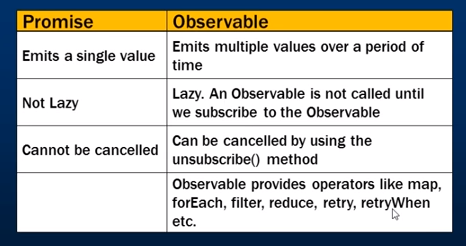 Promise Observable
Emits a single value
Emits multiple values over a period of
time
Not Lazy
Lazy. An Observable is not called until
we subscribe to the Observable
Cannot be cancelled
Can be cancelled by using the
unsubscribe() method
Observable provides operators like map,
forEach, filter, reduce, retry, retryWhen
etc.